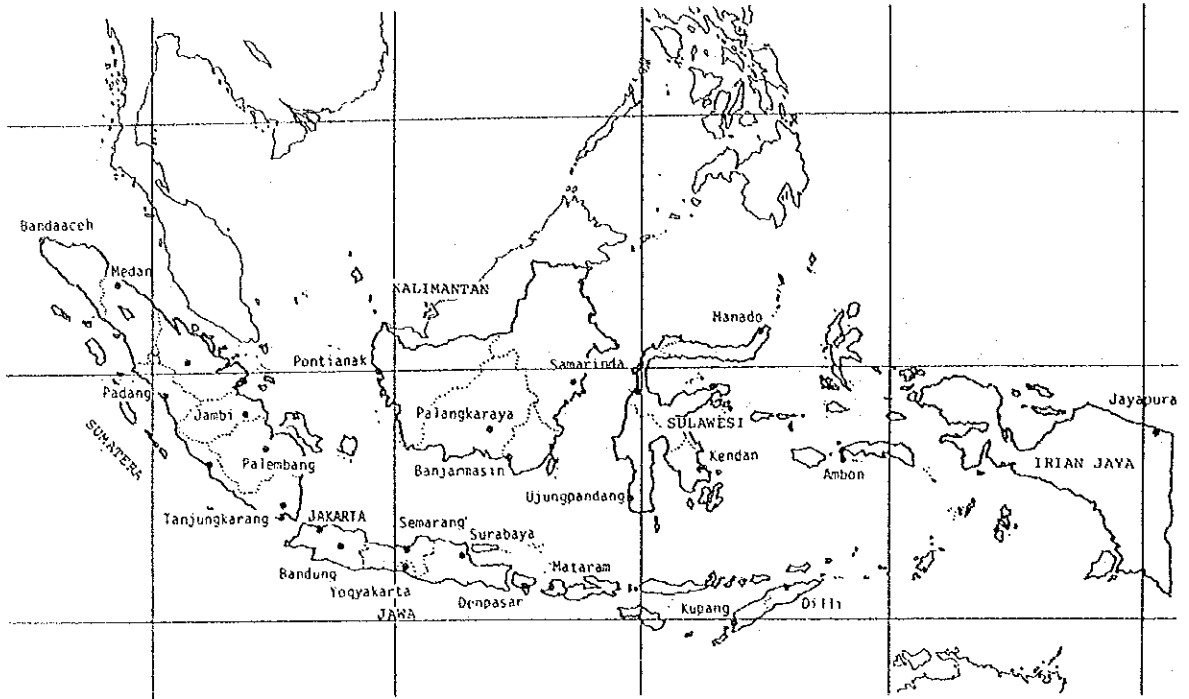 Bandaaceh
Medan
KALIMANTAN
Manado
Pontianak
Samarinda
Padang
Jambi
Palangkaraya
SULAWESI
Jayapura
SUMATERA
Palembang
Banjarmasin
Kendan
Ambon
IRIAN JAYA
Ujungpandang
Tanjungkarang
JAKARTA
Semarang
Surabaya
Bandung
Mataram
Yogyakarta
Denpasar
Kupang
Dilli
JAWA